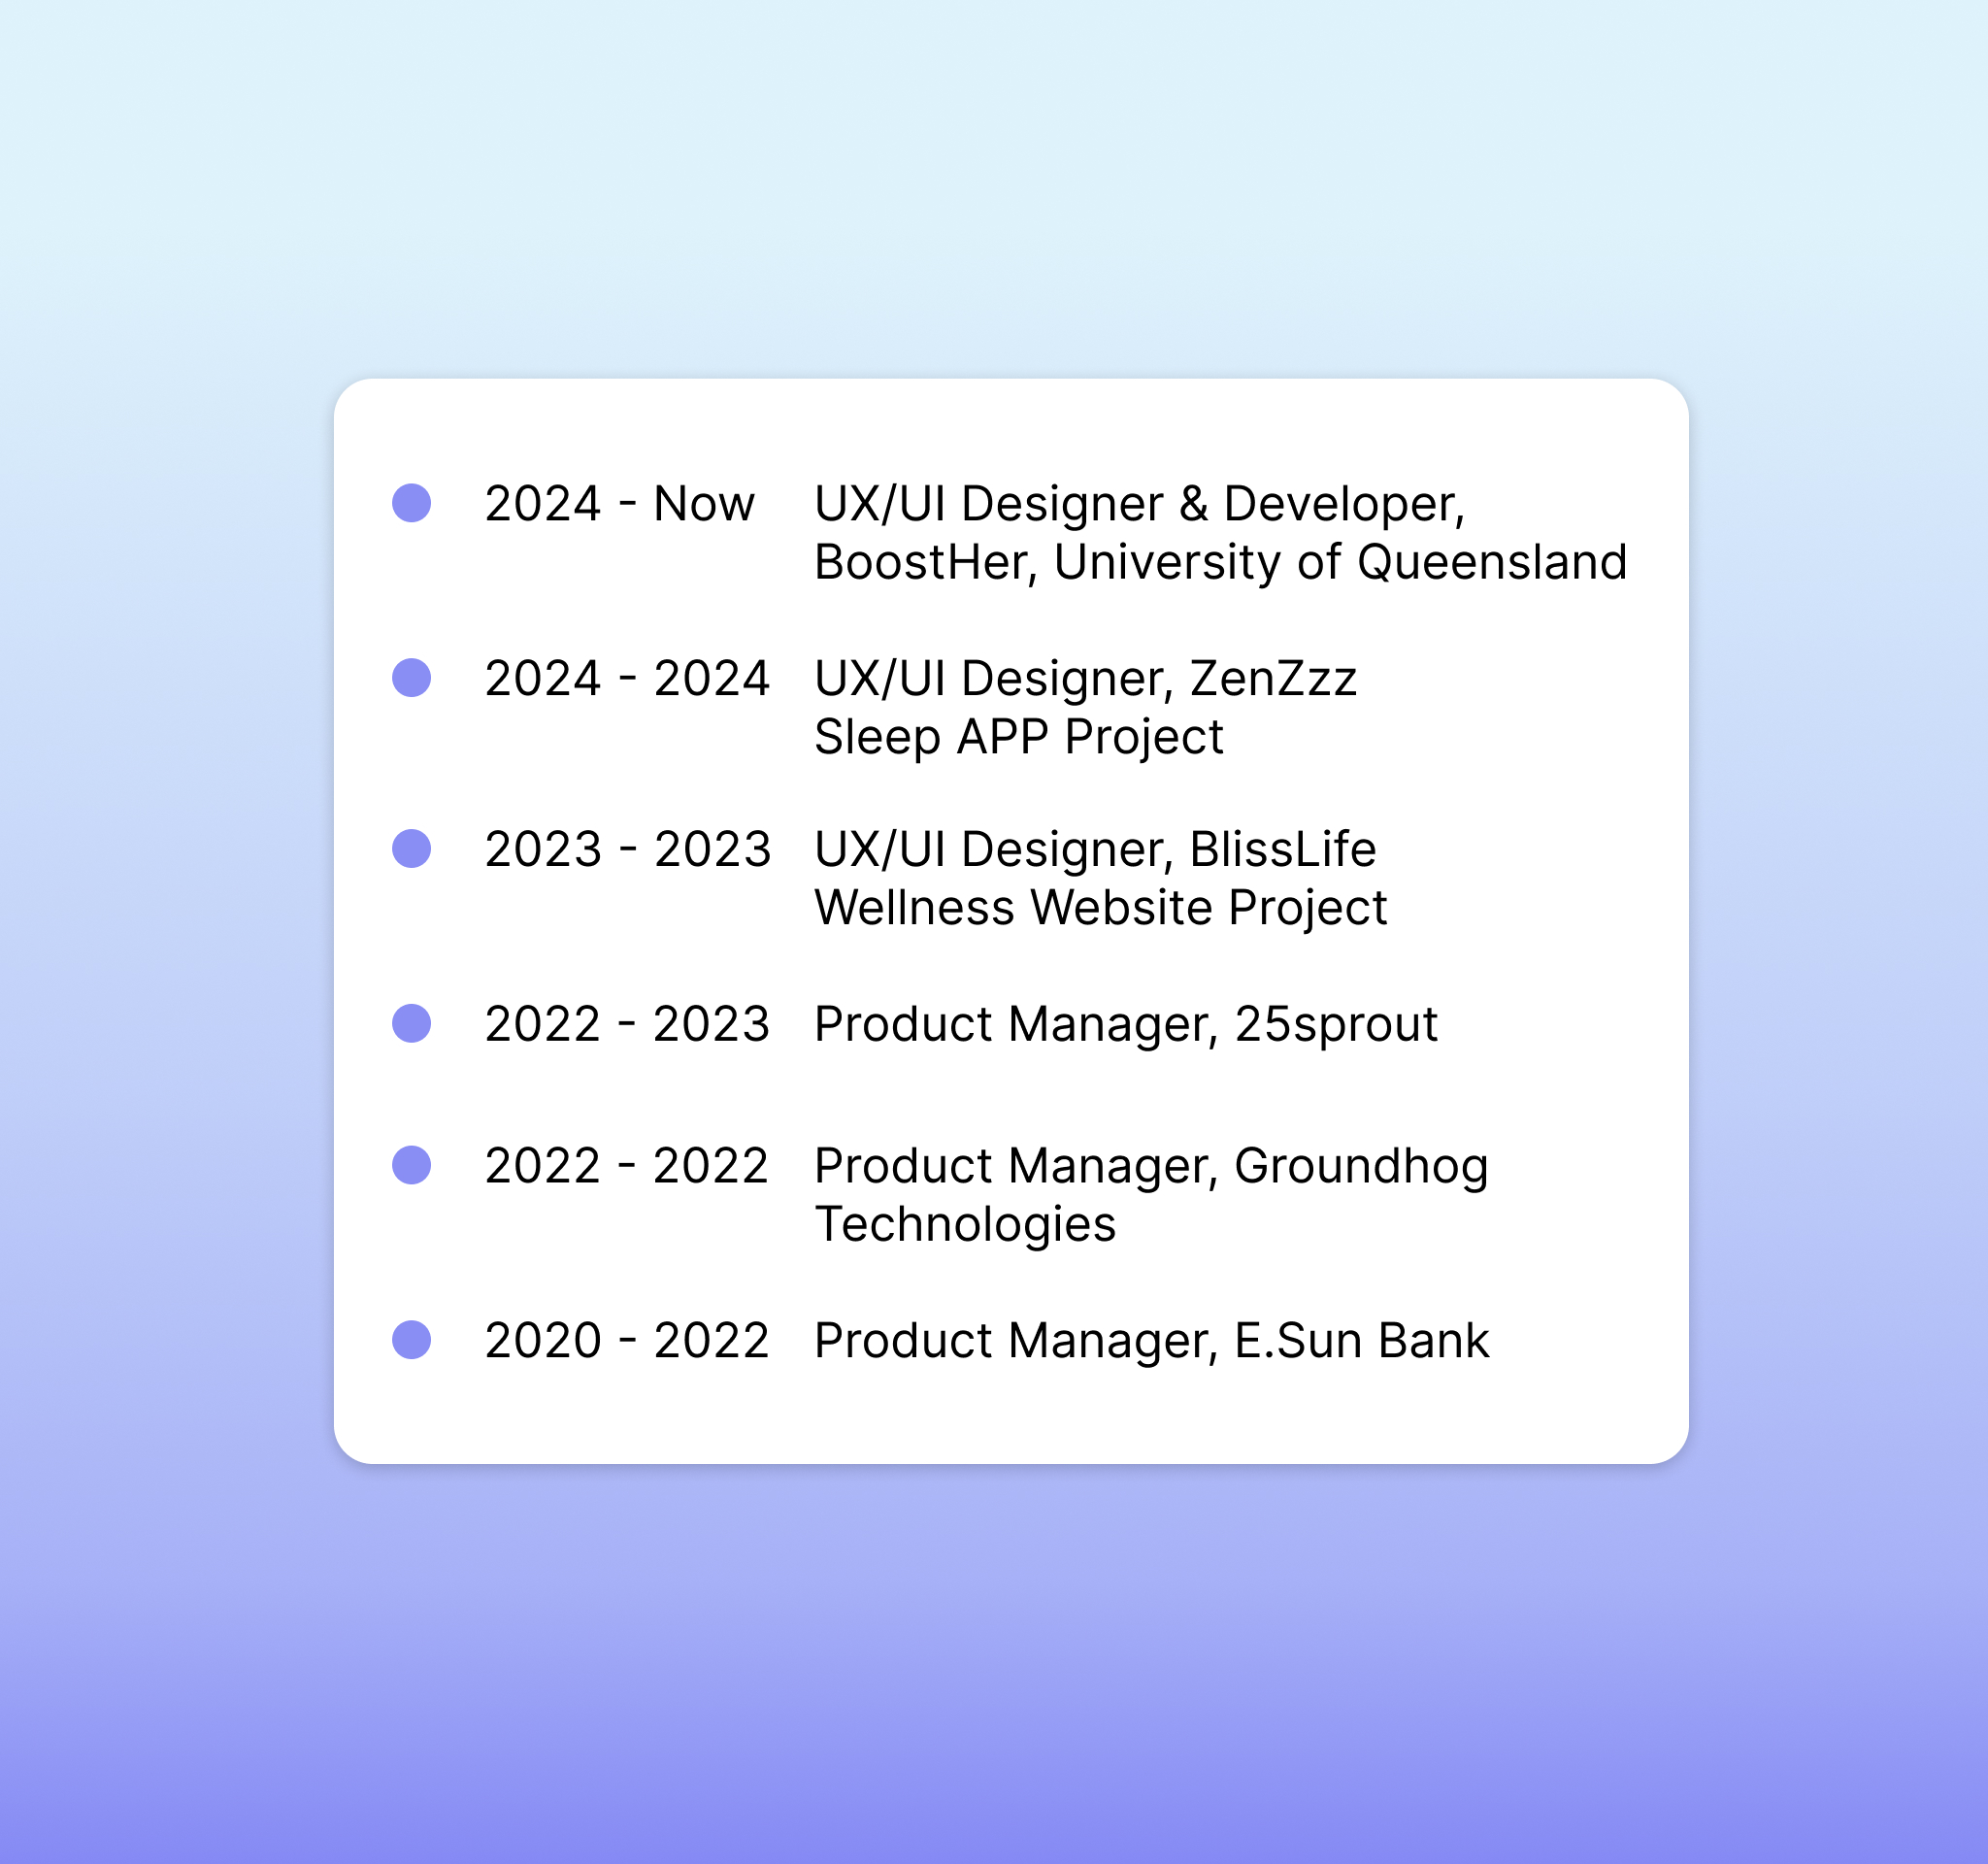 2024 - Now UX/UI Designer & Developer,
BoostHer, University of Queensland
2024 - 2024 UX/UI Designer, ZenZzz
Sleep APP Project
2023 - 2023 UX/UI Designer, BlissLife
Wellness Website Project
2022 - 2023 Product Manager, 25sprout
2022 - 2022 Product Manager, Groundhog
Technologies
2020 - 2022 Product Manager, E.Sun Bank